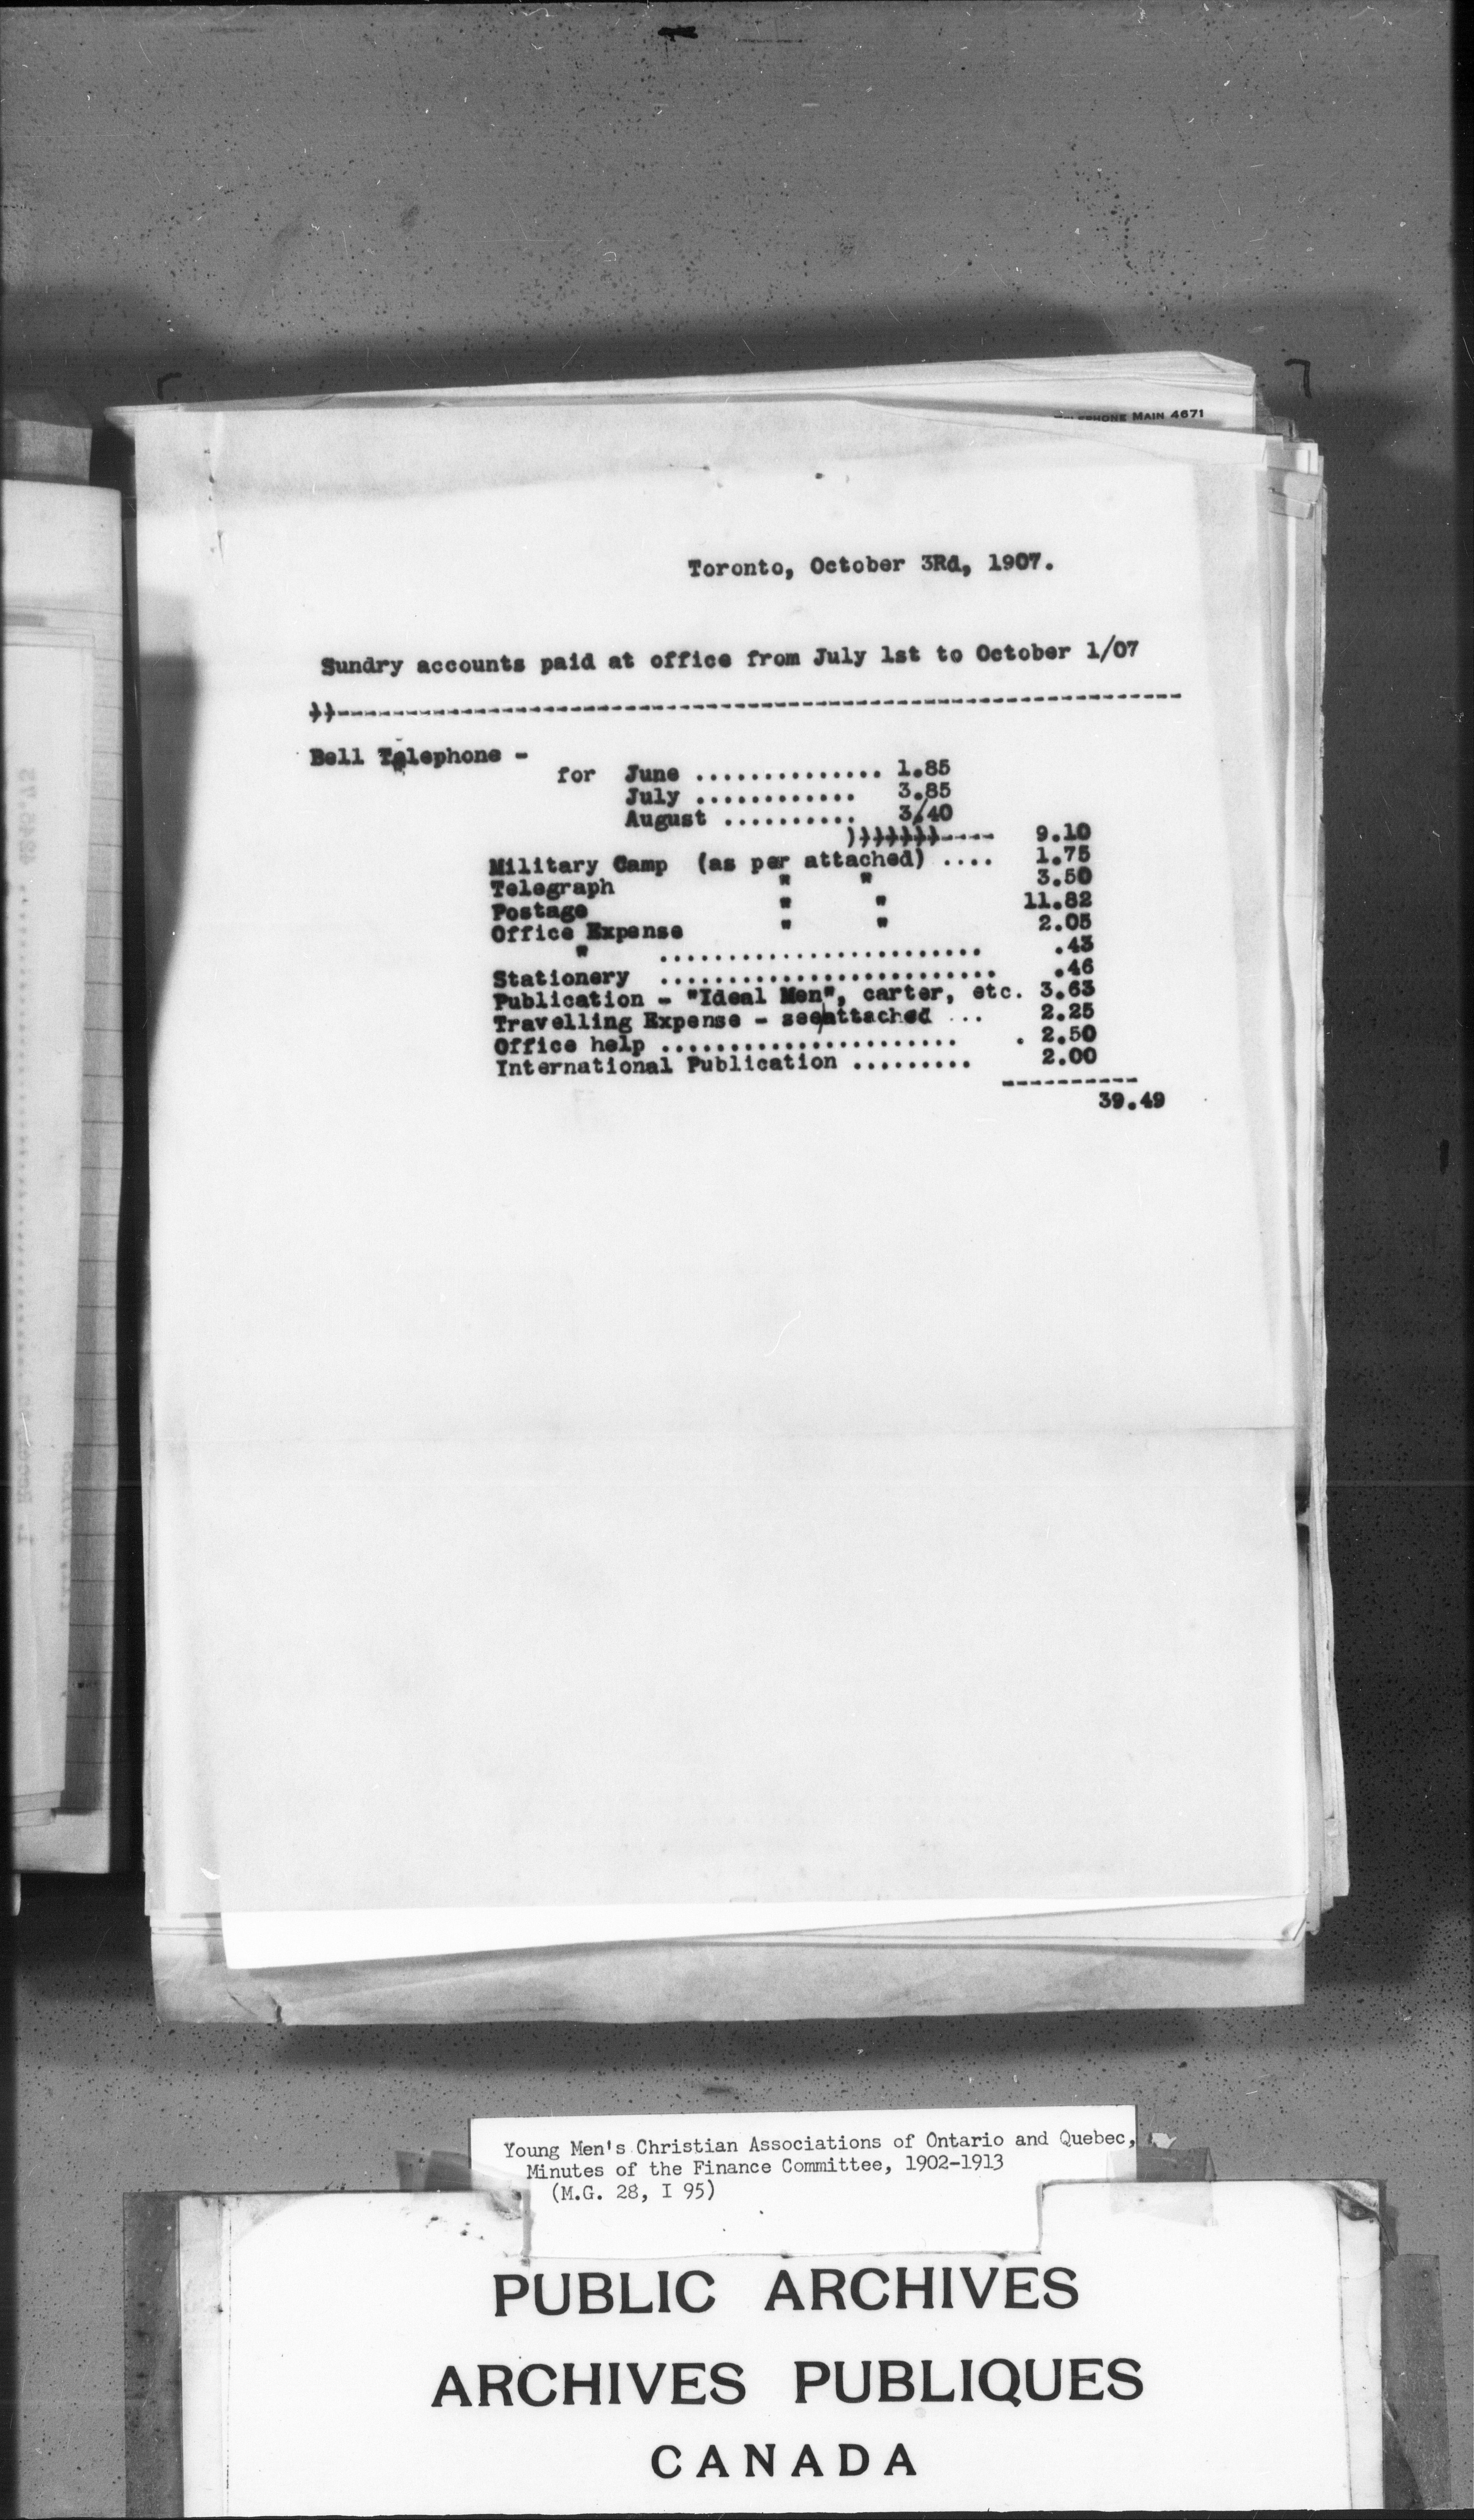 TELEPHONE MAIN 4671
Toronto, October 3Rd, 1907.
Sundry accounts paid at office from July 1st to October 1/07
))--------------------------------------------------------------
Bell Telephone -
for June .............. 1.85
July ............ 3.85
August .......... 3/40
)))))))---- 9.10
Military Camp (as per attached) .... 1.75
Telegraph " " 3.50
Postage " " 11.82
Office Expense " " 2.05
" ........................ .43
Stationery ......................... .46
Publication - "Ideal Men", carter, etc. 3.63
Travelling Expense - see/attached ... 2.25
Office help ...................... . 2.50
International Publication ......... 2.00
----------
39.49
Young Men's Christian Associations of Ontario and Quebec,
Minutes of the Finance Committee, 1902-1913
(M.G. 28, I 95)
PUBLIC ARCHIVES
ARCHIVES PUBLIQUES
CANADA